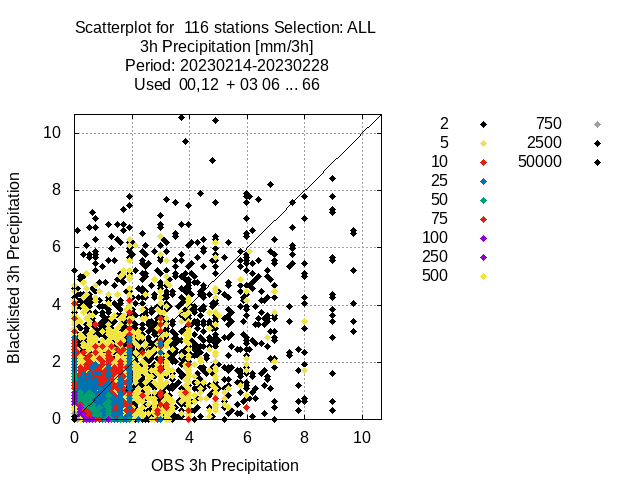 Scatterplot for  116 stations Selection: ALL
3h Precipitation [mm/3h]
Period: 20230214-20230228
Used  00,12  + 03 06 ... 66
2
5
10
25
50
75
100
250
500
750
2500
50000
Blacklisted 3h Precipitation
10
8
6
4
2
0
0 2 4 6 8 10
OBS 3h Precipitation